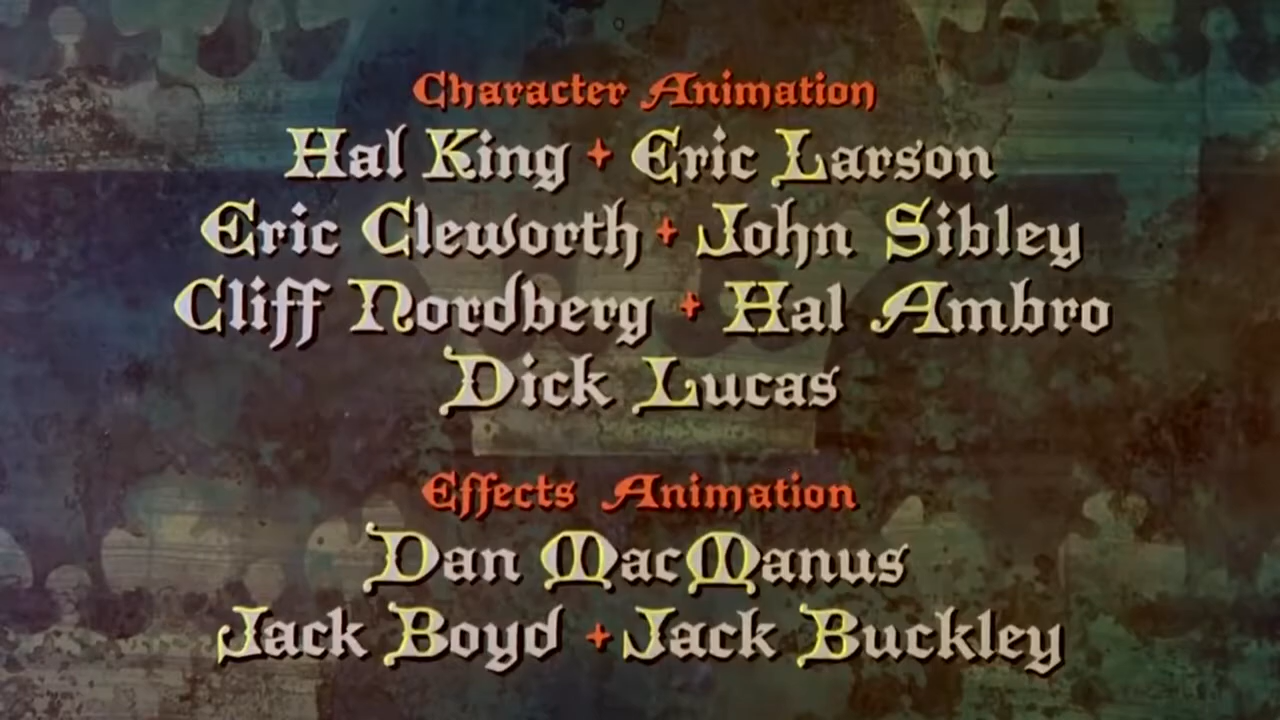 Character Animation
Hal King + Eric Larson
Eric Cleworth + John Sibley
Cliff Nordberg + Hal Ambro
Dick Lucas
Effects Animation
Dan MacManus
Jack Boyd + Jack Buckley